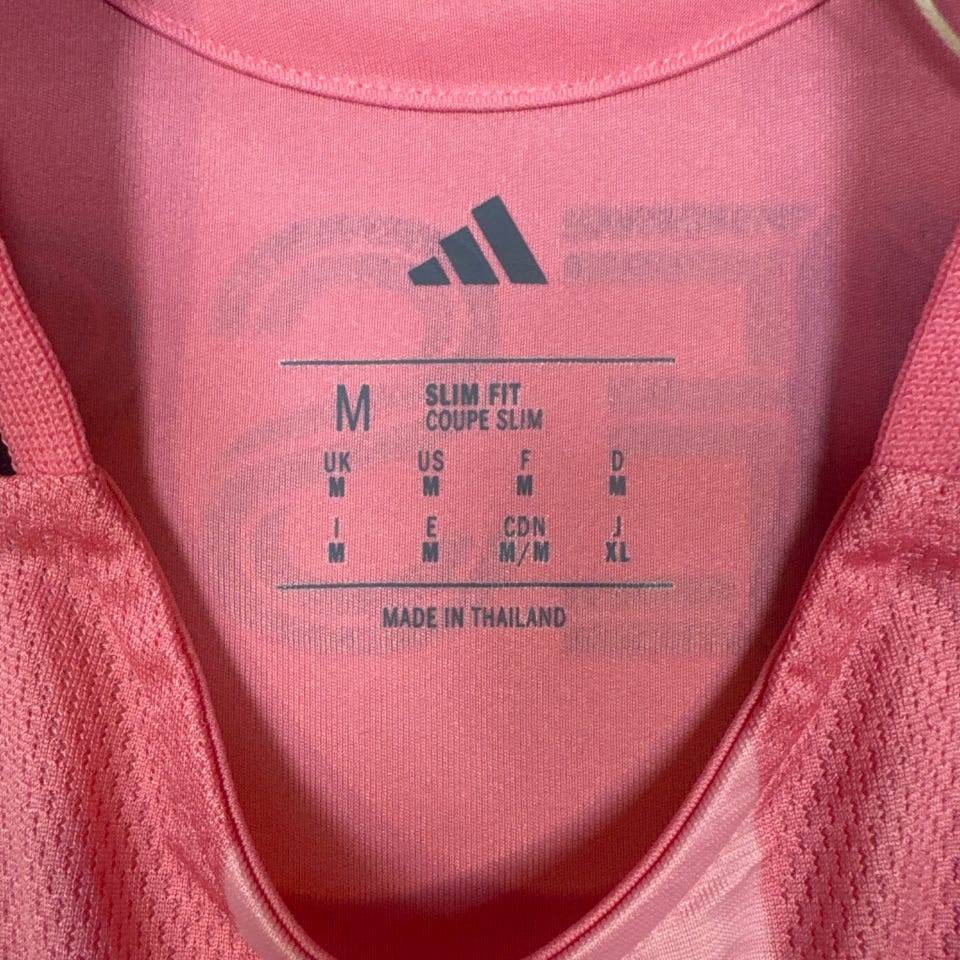 M SLIM FIT
COUPE SLIM
UK US F D
M M M M
I E CDN J
M M M/M XL
MADE IN THAILAND